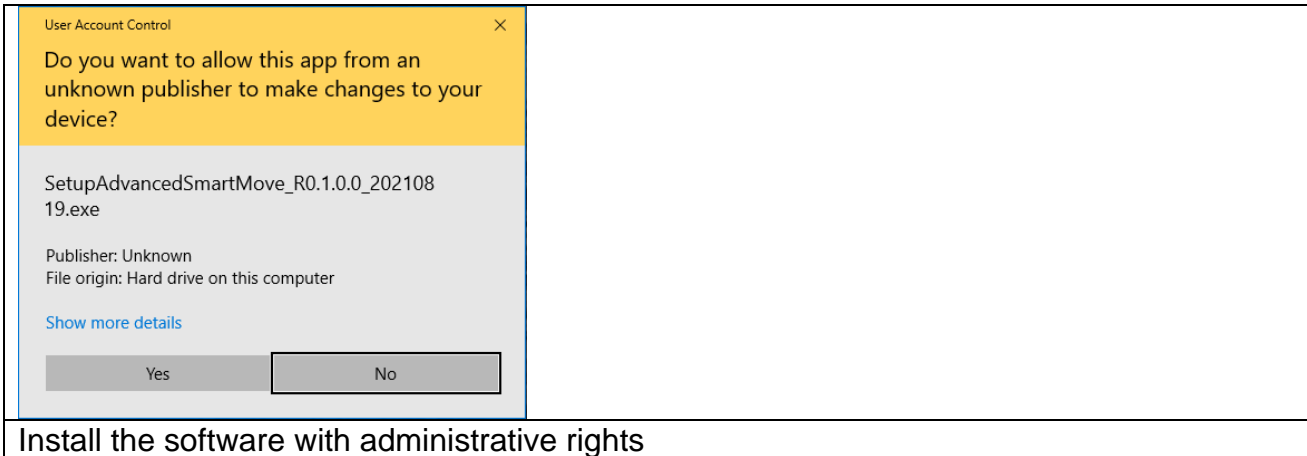 User Account Control
Do you want to allow this app from an
unknown publisher to make changes to your
device?
SetupAdvancedSmartMove_R0.1.0.0_202108
19.exe
Publisher: Unknown
File origin: Hard drive on this computer
Show more details
Yes No
Install the software with administrative rights